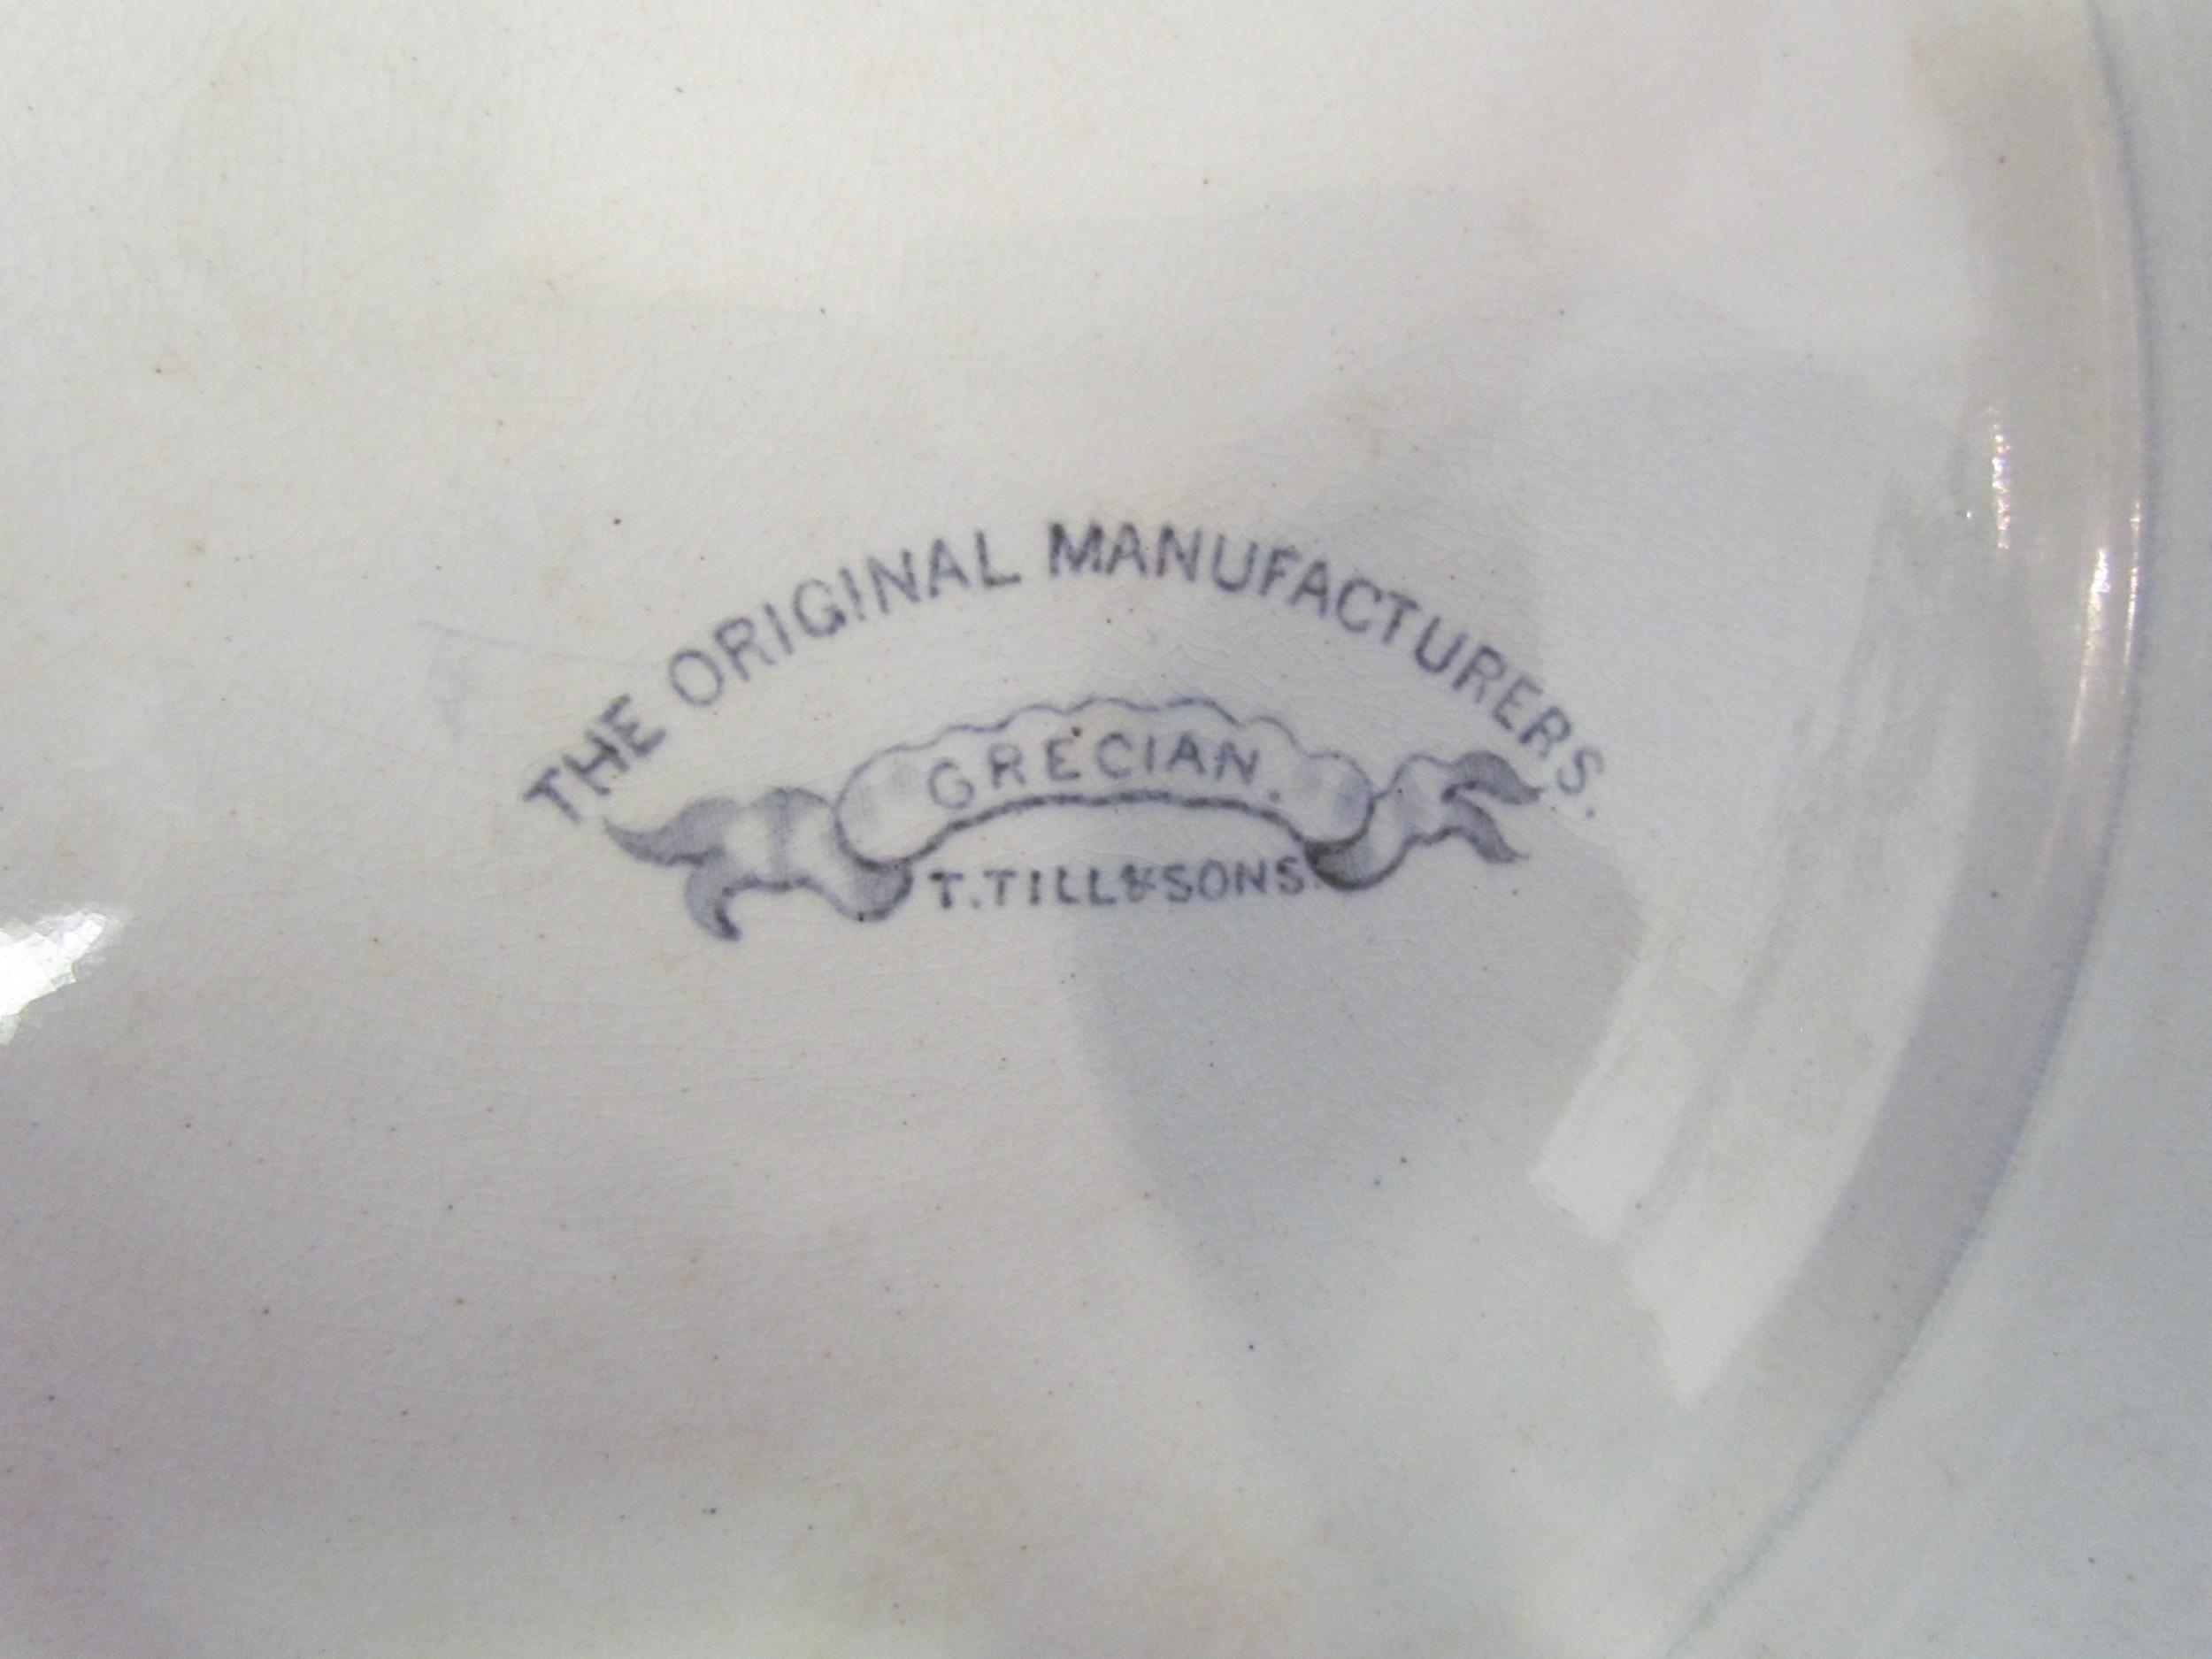 THE ORIGINAL MANUFACTURERS.
GRECIAN.
T. TILL & SONS